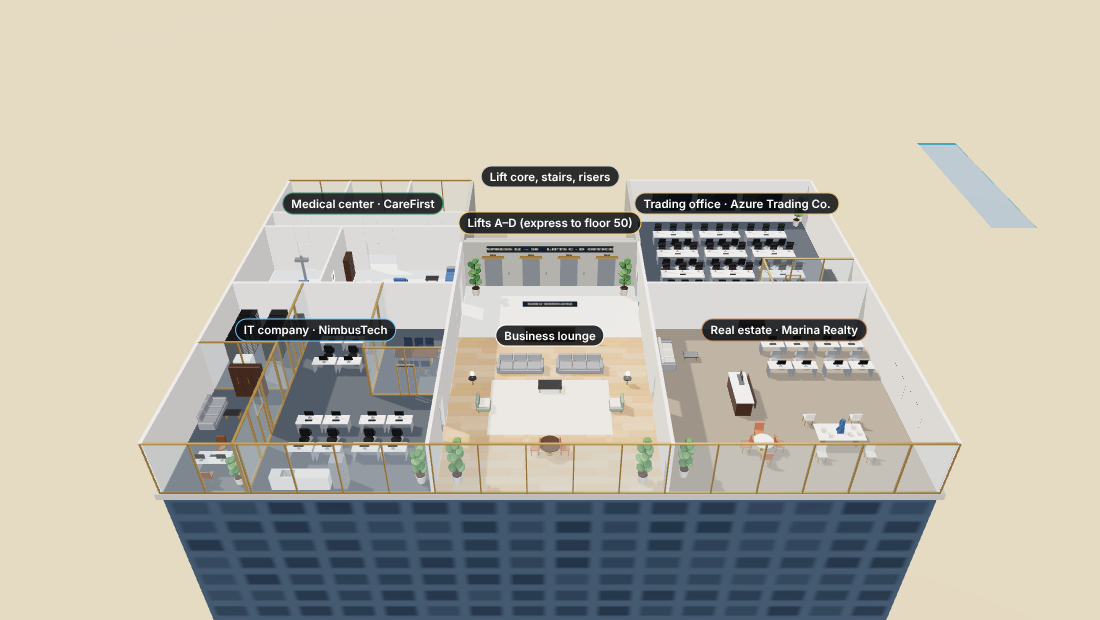 Lift core, stairs, risers
Medical center · CareFirst
Trading office · Azure Trading Co.
Lifts A–D (express to floor 50)
IT company · NimbusTech
Business lounge
Real estate · Marina Realty